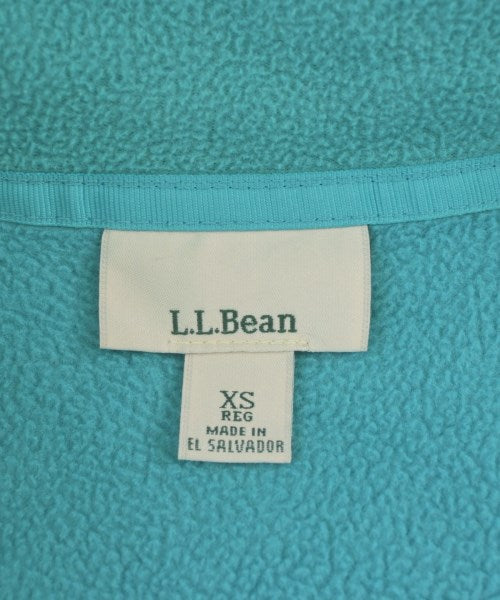 L.L.Bean
XS
REG
MADE IN
EL SALVADOR